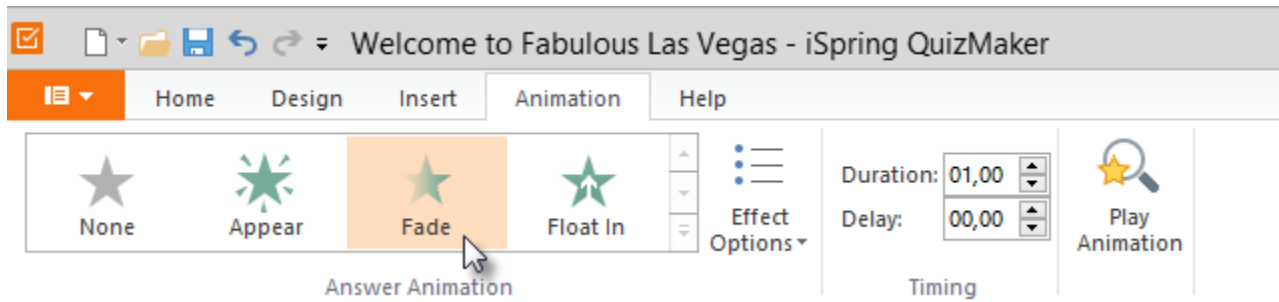 Welcome to Fabulous Las Vegas - iSpring QuizMaker
Home Design Insert Animation Help
None Appear Fade Float In
Effect Options
Duration: 01,00
Delay: 00,00
Play Animation
Answer Animation
Timing